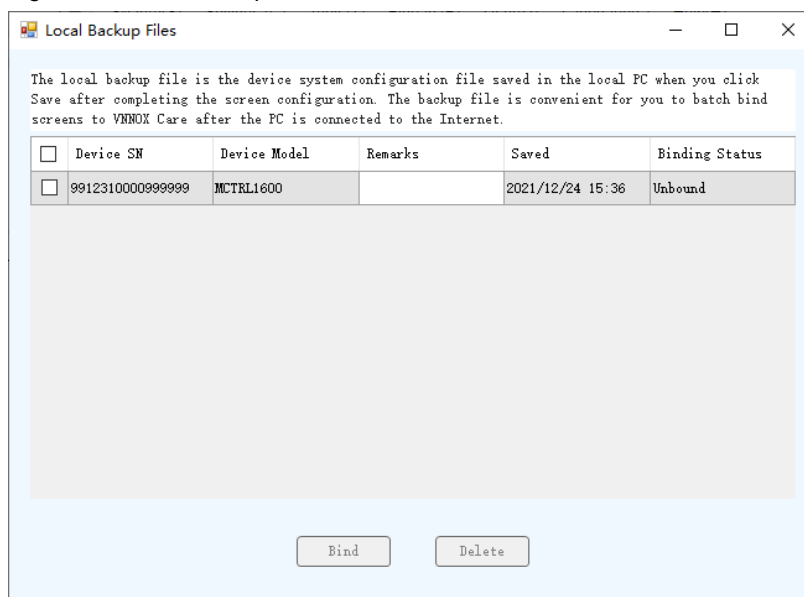 Local Backup Files
The local backup file is the device system configuration file saved in the local PC when you click
Save after completing the screen configuration. The backup file is convenient for you to batch bind
screens to VNNOX Care after the PC is connected to the Internet.
Device SN Device Model Remarks Saved Binding Status
9912310000999999 MCTRL1600 2021/12/24 15:36 Unbound
Bind Delete